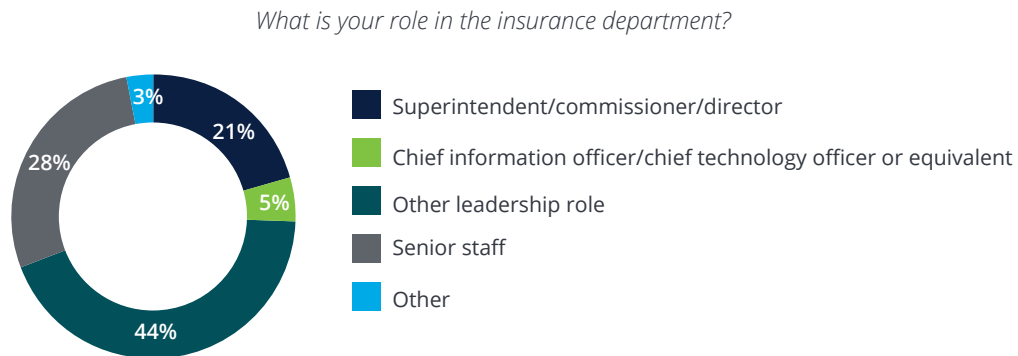 What is your role in the insurance department?
3%
21%
28%
5%
44%
Superintendent/commissioner/director
Chief information officer/chief technology officer or equivalent
Other leadership role
Senior staff
Other